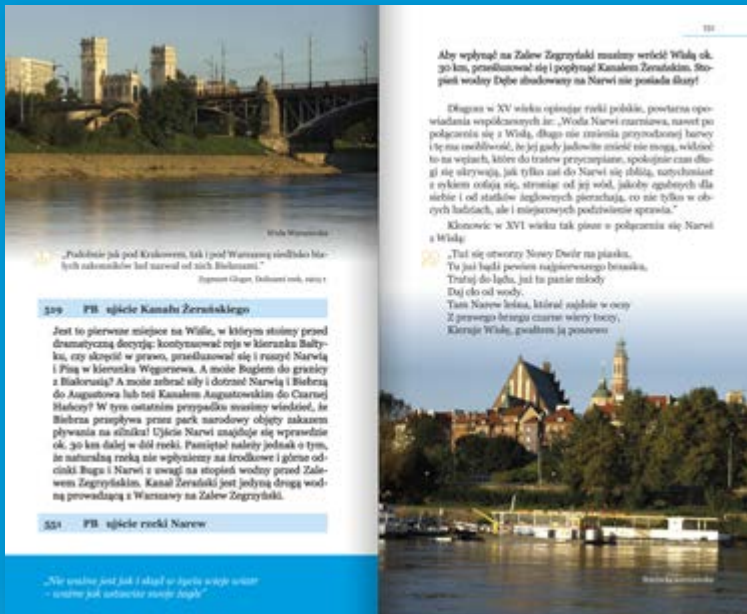 Wisła Warszawska
„Podobnie jak pod Krakowem, tak i pod Warszawą siedlisko bia-
łych zakonników lud nazwał od nich Bielanami."
Zygmunt Gloger, Dolinami rzek, 1903 r.
519 PB ujście Kanału Żerańskiego
Jest to pierwsze miejsce na Wiśle, w którym stoimy przed
dramatyczną decyzją: kontynuować rejs w kierunku Bałty-
ku, czy skręcić w prawo, prześluzować się i ruszyć Narwią
i Pisą w kierunku Węgorzewa. A może Bugiem do granicy
z Białorusią? A może zebrać siły i dotrzeć Narwią i Biebrzą
do Augustowa lub też Kanałem Augustowskim do Czarnej
Hańczy? W tym ostatnim przypadku musimy wiedzieć, że
Biebrza przepływa przez park narodowy objęty zakazem
pływania na silniku! Ujście Narwi znajduje się wprawdzie
ok. 30 km dalej w dół rzeki. Pamiętać należy jednak o tym,
że naturalną rzeką nie wpłyniemy na środkowe i górne od-
cinki Bugu i Narwi z uwagi na stopień wodny przed Zale-
wem Zegrzyńskim. Kanał Żerański jest jedyną drogą wod-
ną prowadzącą z Warszawy na Zalew Zegrzyński.
551 PB ujście rzeki Narew
„Nie ważne jest jak i skąd w życiu wieje wiatr
– ważne jak ustawisz swoje żagle"
Aby wpłynąć na Zalew Zegrzyński musimy wrócić Wisłą ok.
30 km, prześluzować się i popłynąć Kanałem Żerańskim. Sto-
pień wodny Dębe zbudowany na Narwi nie posiada śluzy!
Długosz w XV wieku opisując rzeki polskie, powtarza opo-
wiadania współczesnych że: „Woda Narwi czarniawa, nawet po
połączeniu się z Wisłą, długo nie zmienia przyrodzonej barwy
i tę ma osobliwość, że jej gady jadowite znieść nie mogą, widzieć
to na wężach, które do tratew przyczepiane, spokojnie czas dłu-
gi się ukrywają, jak tylko zaś do Narwi się zbliżą, natychmiast
z sykiem cofają się, stroniąc od jej wód, jakoby zgubnych dla
siebie i od statków żeglownych pierzchają, co nie tylko w ob-
cych ludziach, ale i miejscowych podziwienie sprawia."
Klonowic w XVI wieku tak pisze o połączeniu się Narwi
z Wisłą:
„Tuż się otworzy Nowy Dwór na piasku,
Tu już bądź pewien najpierwszego brzasku,
Trafuj do lądu, już tu panie młody
Daj cło od wody.
Tam Narew leśna, którać zajdzie w oczy
Z prawego brzegu czarne wiery toczy,
Kieruje Wisłę, gwałtem ją poszewo